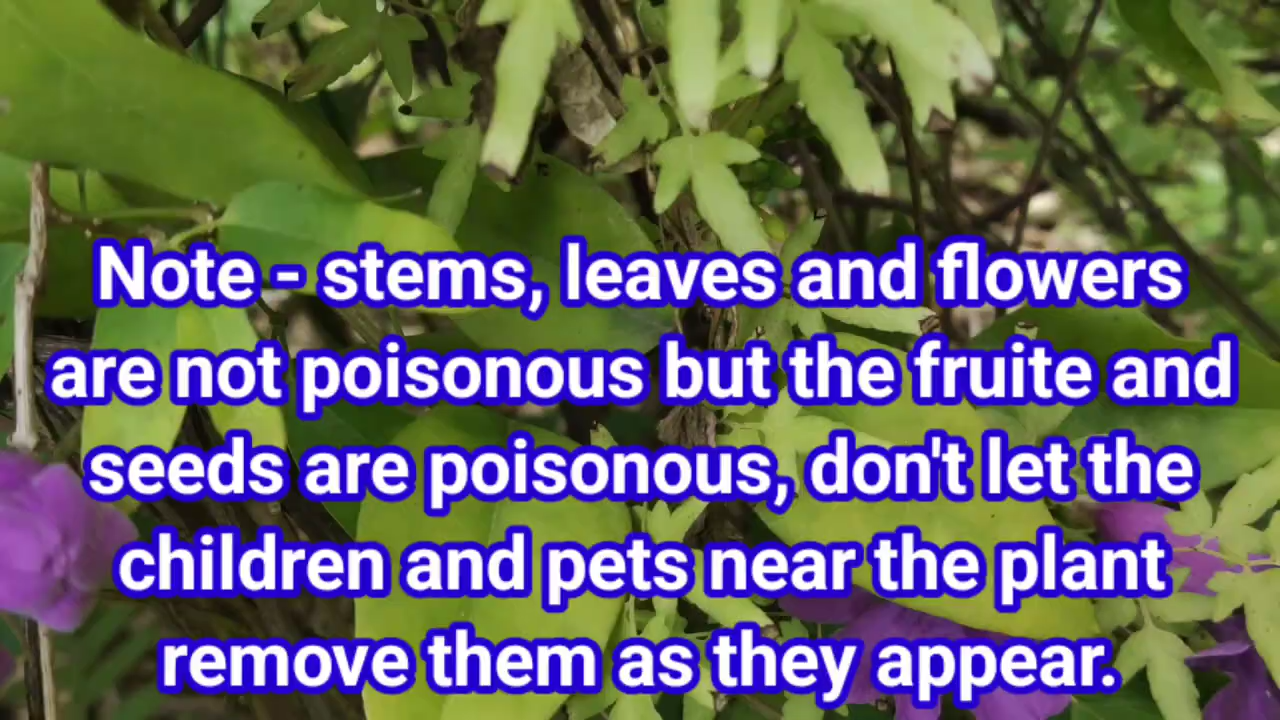 Note - stems, leaves and flowers
are not poisonous but the fruite and
seeds are poisonous, don't let the
children and pets near the plant
remove them as they appear.